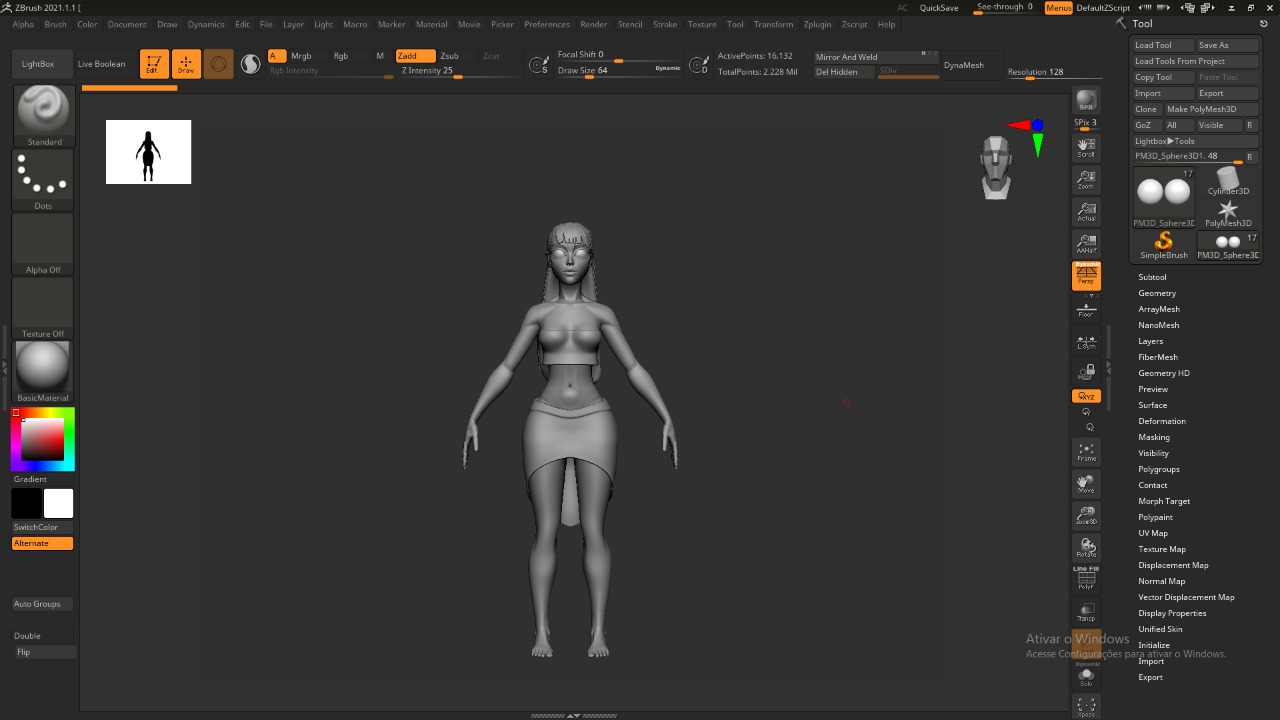 ZBrush 2021.1.1 [
AC QuickSave See-through 0 Menus DefaultZScript
Alpha Brush Color Document Draw Dynamics Edit File Layer Light Macro Marker Material Movie Picker Preferences Render Stencil Stroke Texture Tool Transform Zplugin Zscript Help
Tool
LightBox
Live Boolean
Edit
Draw
A Mrgb Rgb M
Rgb Intensity
Zadd Zsub Zcut
Z Intensity 25
S
Focal Shift 0
Draw Size 64
Dynamic
D
ActivePoints: 16,132
TotalPoints: 2.228 Mil
Mirror And Weld
Del Hidden SDiv
DynaMesh
Resolution 128
Load Tool Save As
Load Tools From Project
Copy Tool Paste Tool
Import Export
Clone Make PolyMesh3D
GoZ All Visible R
Lightbox▶Tools
PM3D_Sphere3D1. 48 R
17
PM3D_Sphere3D
Cylinder3D
PolyMesh3D
SimpleBrush
17
PM3D_Sphere3D
Subtool
Geometry
ArrayMesh
NanoMesh
Layers
FiberMesh
Geometry HD
Preview
Surface
Deformation
Masking
Visibility
Polygroups
Contact
Morph Target
Polypaint
UV Map
Texture Map
Displacement Map
Normal Map
Vector Displacement Map
Display Properties
Unified Skin
Initialize
Import
Export
Standard
Dots
Alpha Off
Texture Off
BasicMaterial
Gradient
SwitchColor
Alternate
Auto Groups
Double
Flip
BPR
SPix 3
Scroll
Zoom
Actual
AAHalf
Dynamic
Persp
Floor
L.Sym
XYZ
Frame
Move
Zoom3D
Rotate
Line Fill
PolyF
Transp
Dynamic
Solo
Xpose
Ativar o Windows
Acesse Configurações para ativar o Windows.